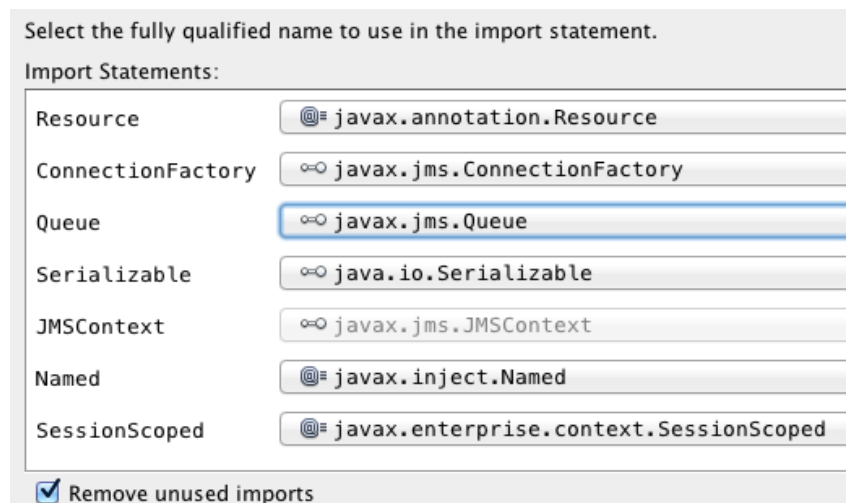 Select the fully qualified name to use in the import statement.
Import Statements:
Resource javax.annotation.Resource
ConnectionFactory javax.jms.ConnectionFactory
Queue javax.jms.Queue
Serializable java.io.Serializable
JMSContext javax.jms.JMSContext
Named javax.inject.Named
SessionScoped javax.enterprise.context.SessionScoped
Remove unused imports